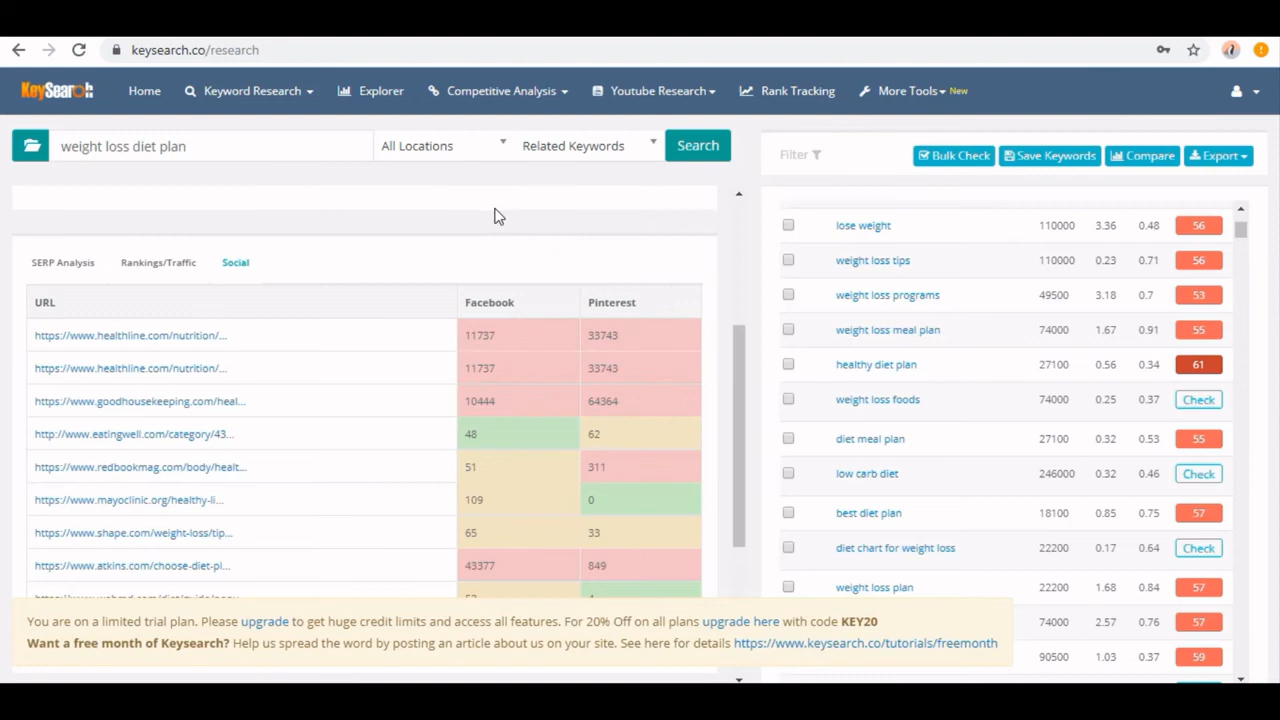 keysearch.co/research
KeySearch Home Keyword Research Explorer Competitive Analysis Youtube Research Rank Tracking More Tools New
weight loss diet plan All Locations Related Keywords Search
Filter Bulk Check Save Keywords Compare Export
SERP Analysis Rankings/Traffic Social
URL Facebook Pinterest
https://www.healthline.com/nutrition/... 11737 33743
https://www.healthline.com/nutrition/... 11737 33743
https://www.goodhousekeeping.com/heal... 10444 64364
http://www.eatingwell.com/category/43... 48 62
https://www.redbookmag.com/body/healt... 51 311
https://www.mayoclinic.org/healthy-li... 109 0
https://www.shape.com/weight-loss/tip... 65 33
https://www.atkins.com/choose-diet-pl... 43377 849
lose weight 110000 3.36 0.48 56
weight loss tips 110000 0.23 0.71 56
weight loss programs 49500 3.18 0.7 53
weight loss meal plan 74000 1.67 0.91 55
healthy diet plan 27100 0.56 0.34 61
weight loss foods 74000 0.25 0.37 Check
diet meal plan 27100 0.32 0.53 55
low carb diet 246000 0.32 0.46 Check
best diet plan 18100 0.85 0.75 57
diet chart for weight loss 22200 0.17 0.64 Check
weight loss plan 22200 1.68 0.84 57
74000 2.57 0.76 57
90500 1.03 0.37 59
You are on a limited trial plan. Please upgrade to get huge credit limits and access all features. For 20% Off on all plans upgrade here with code KEY20
Want a free month of Keysearch? Help us spread the word by posting an article about us on your site. See here for details https://www.keysearch.co/tutorials/freemonth